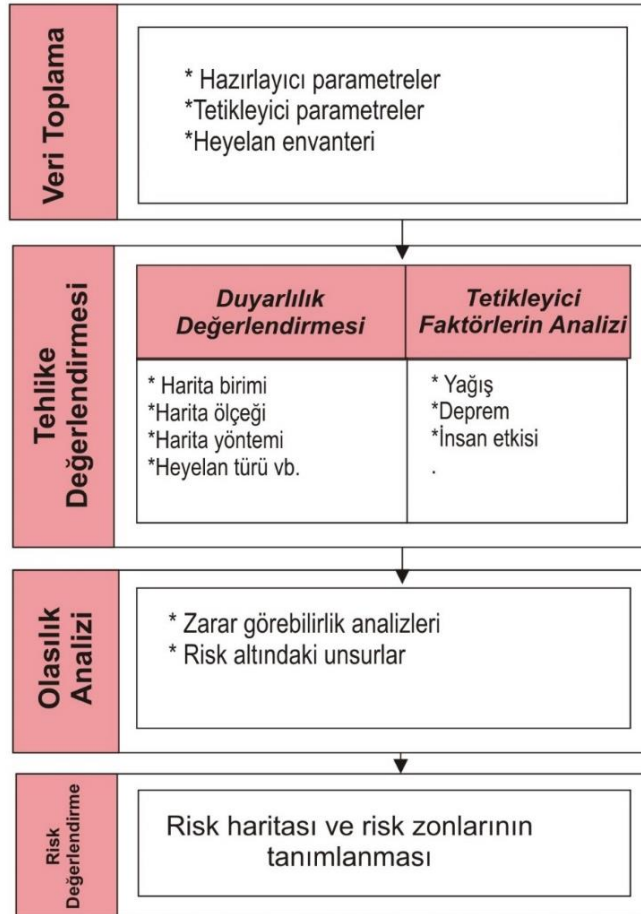 Veri Toplama
* Hazırlayıcı parametreler
*Tetikleyici parametreler
*Heyelan envanteri
Tehlike
Değerlendirmesi
Duyarlılık
Değerlendirmesi
* Harita birimi
*Harita ölçeği
*Harita yöntemi
*Heyelan türü vb.
Tetikleyici
Faktörlerin Analizi
* Yağış
*Deprem
*İnsan etkisi
.
Olasılık
Analizi
* Zarar görebilirlik analizleri
* Risk altındaki unsurlar
Risk
Değerlendirme
Risk haritası ve risk zonlarının
tanımlanması